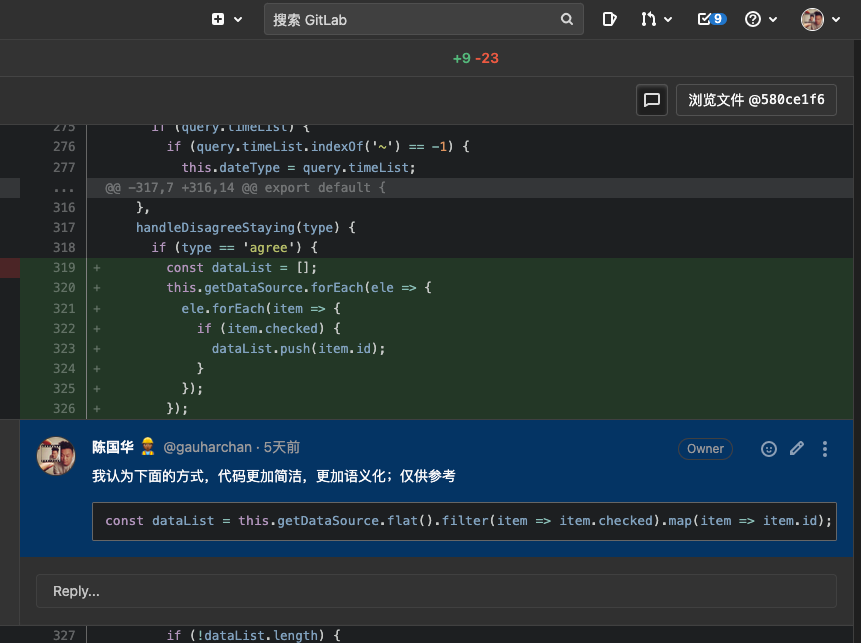 搜索 GitLab
9
+9 -23
浏览文件 @580ce1f6
275 if (query.timeList) {
276 if (query.timeList.indexOf('~') == -1) {
277 this.dateType = query.timeList;
... @@ -317,7 +316,14 @@ export default {
316 },
317 handleDisagreeStaying(type) {
318 if (type == 'agree') {
319 + const dataList = [];
320 + this.getDataSource.forEach(ele => {
321 + ele.forEach(item => {
322 + if (item.checked) {
323 + dataList.push(item.id);
324 + }
325 + });
326 + });
陈国华 👷 @gauharchan · 5天前 Owner
我认为下面的方式，代码更加简洁，更加语义化；仅供参考
const dataList = this.getDataSource.flat().filter(item => item.checked).map(item => item.id);
Reply...
327 if (!dataList.length) {